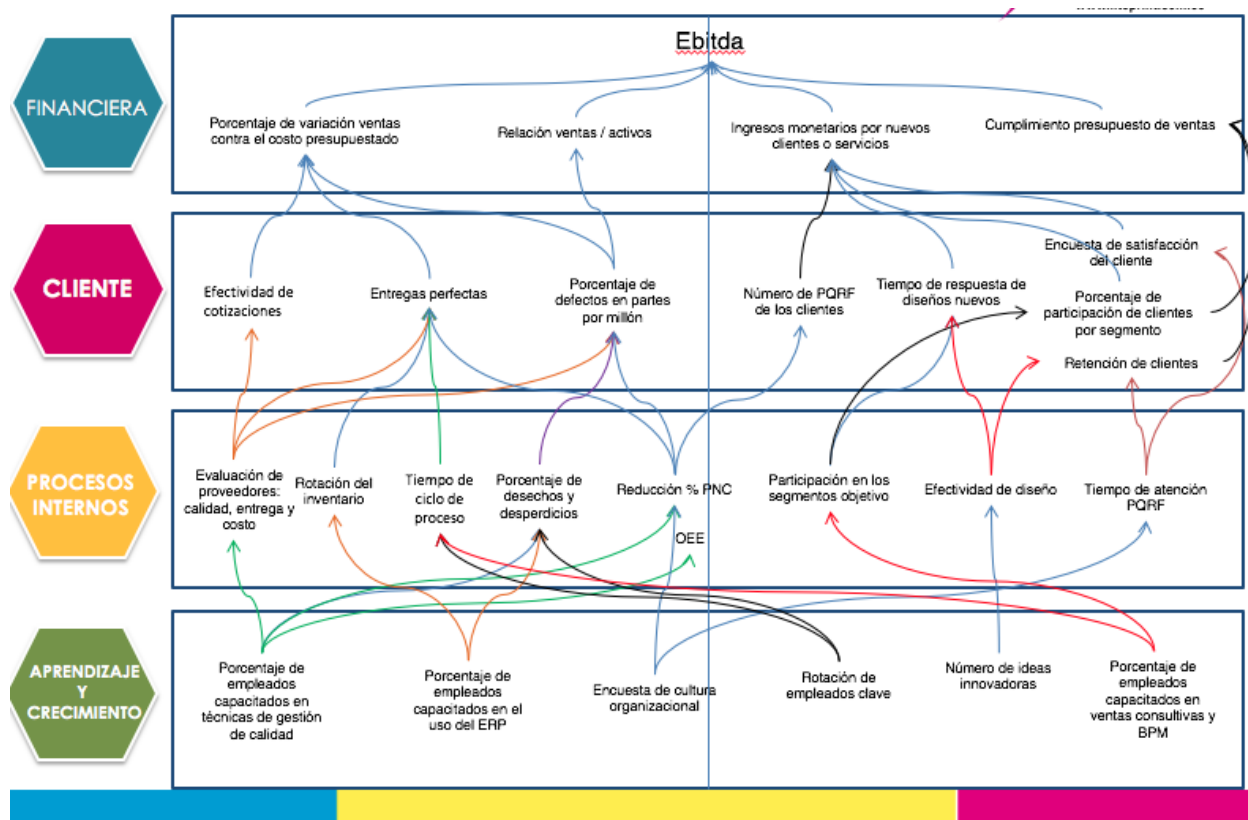 FINANCIERA
Ebitda
Porcentaje de variación ventas
contra el costo presupuestado
Relación ventas / activos
Ingresos monetarios por nuevos
clientes o servicios
Cumplimiento presupuesto de ventas
CLIENTE
Efectividad de
cotizaciones
Entregas perfectas
Porcentaje de
defectos en partes
por millón
Número de PQRF
de los clientes
Tiempo de respuesta de
diseños nuevos
Encuesta de satisfacción
del cliente
Porcentaje de
participación de clientes
por segmento
Retención de clientes
PROCESOS
INTERNOS
Evaluación de
proveedores:
calidad, entrega y
costo
Rotación del
inventario
Tiempo de
ciclo de
proceso
Porcentaje de
desechos y
desperdicios
Reducción % PNC
OEE
Participación en los
segmentos objetivo
Efectividad de diseño
Tiempo de atención
PQRF
APRENDIZAJE
Y
CRECIMIENTO
Porcentaje de
empleados
capacitados en
técnicas de gestión
de calidad
Porcentaje de
empleados
capacitados en el
uso del ERP
Encuesta de cultura
organizacional
Rotación de
empleados clave
Número de ideas
innovadoras
Porcentaje de
empleados
capacitados en
ventas consultivas y
BPM